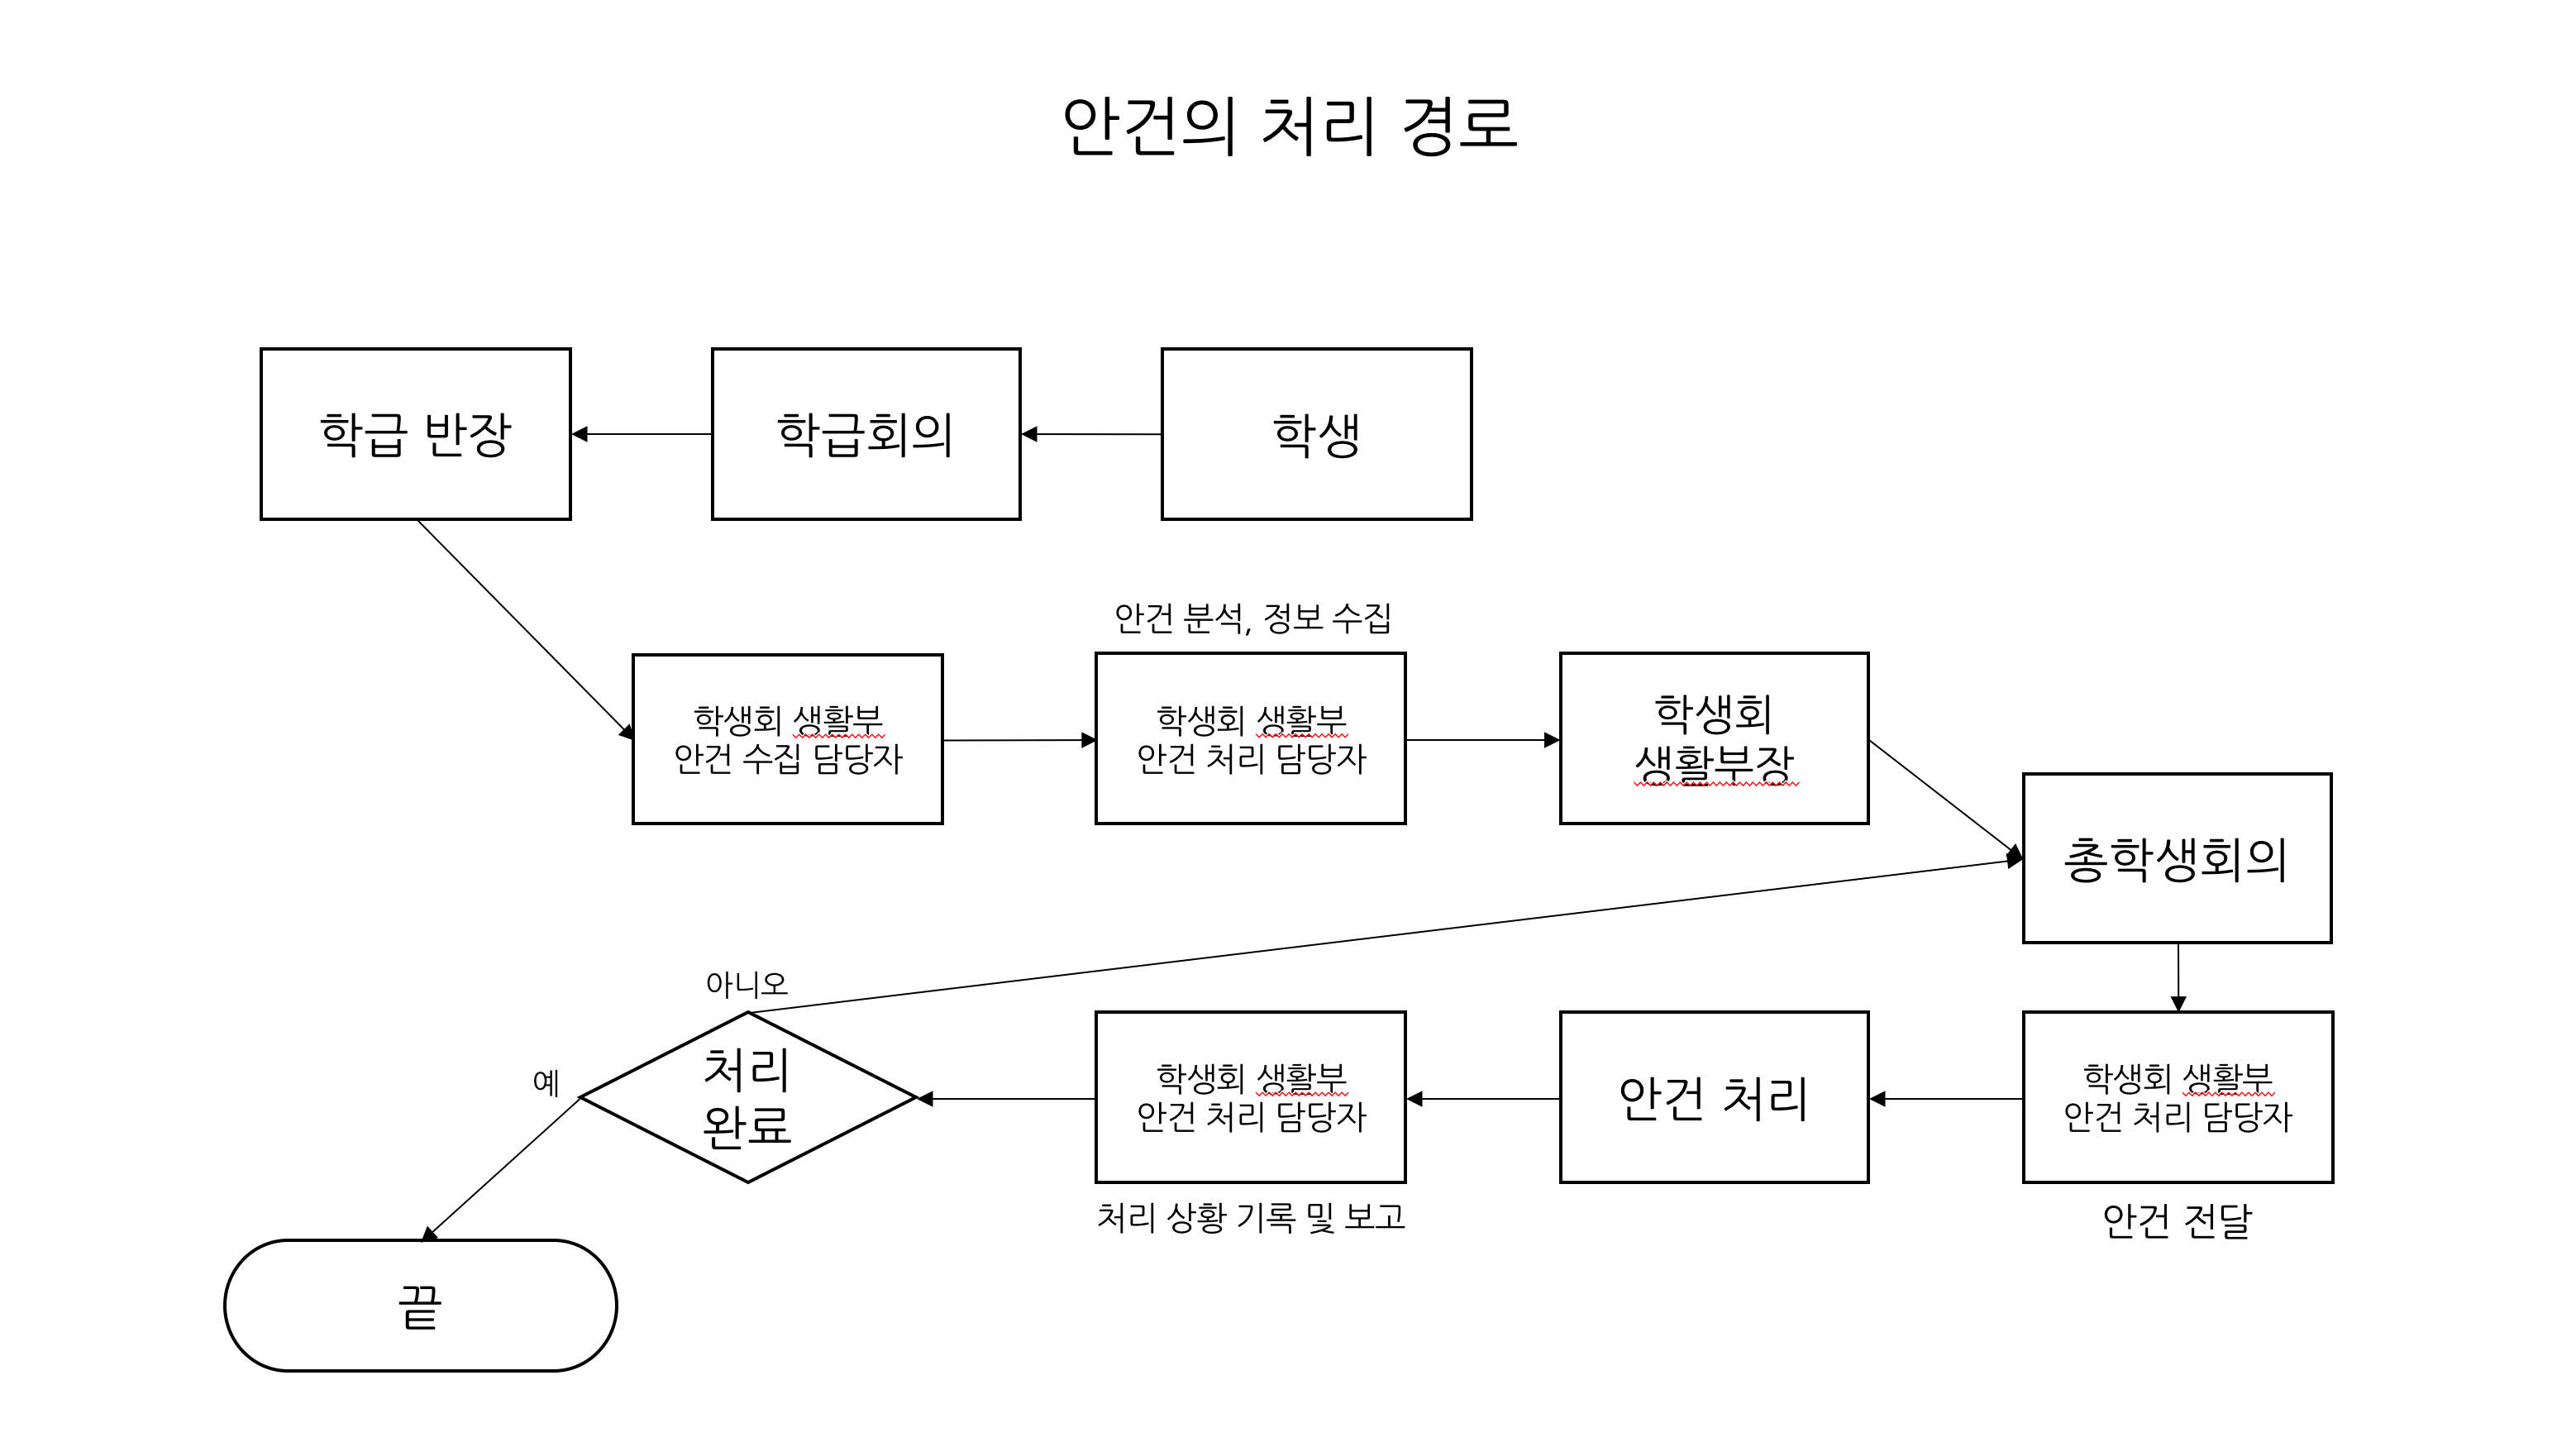 안건의 처리 경로
학급 반장
학급회의
학생
안건 분석, 정보 수집
학생회 생활부
안건 수집 담당자
학생회 생활부
안건 처리 담당자
학생회
생활부장
총학생회의
아니오
예
처리
완료
학생회 생활부
안건 처리 담당자
안건 처리
학생회 생활부
안건 처리 담당자
처리 상황 기록 및 보고
안건 전달
끝